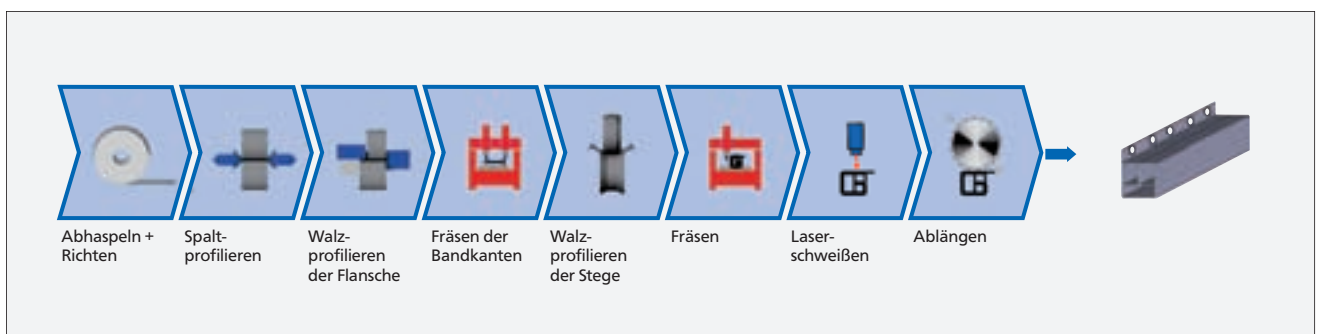 Abhaspeln +
Richten
Spalt-
profilieren
Walz-
profilieren
der Flansche
Fräsen der
Bandkanten
Walz-
profilieren
der Stege
Fräsen
Laser-
schweißen
Ablängen